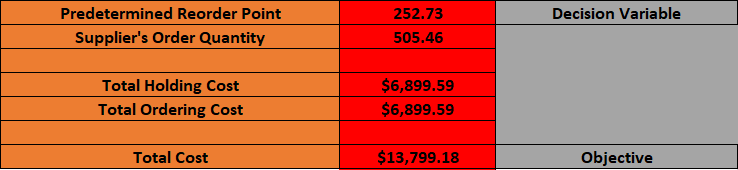 Predetermined Reorder Point 252.73 Decision Variable
Supplier's Order Quantity 505.46
Total Holding Cost $6,899.59
Total Ordering Cost $6,899.59
Total Cost $13,799.18 Objective